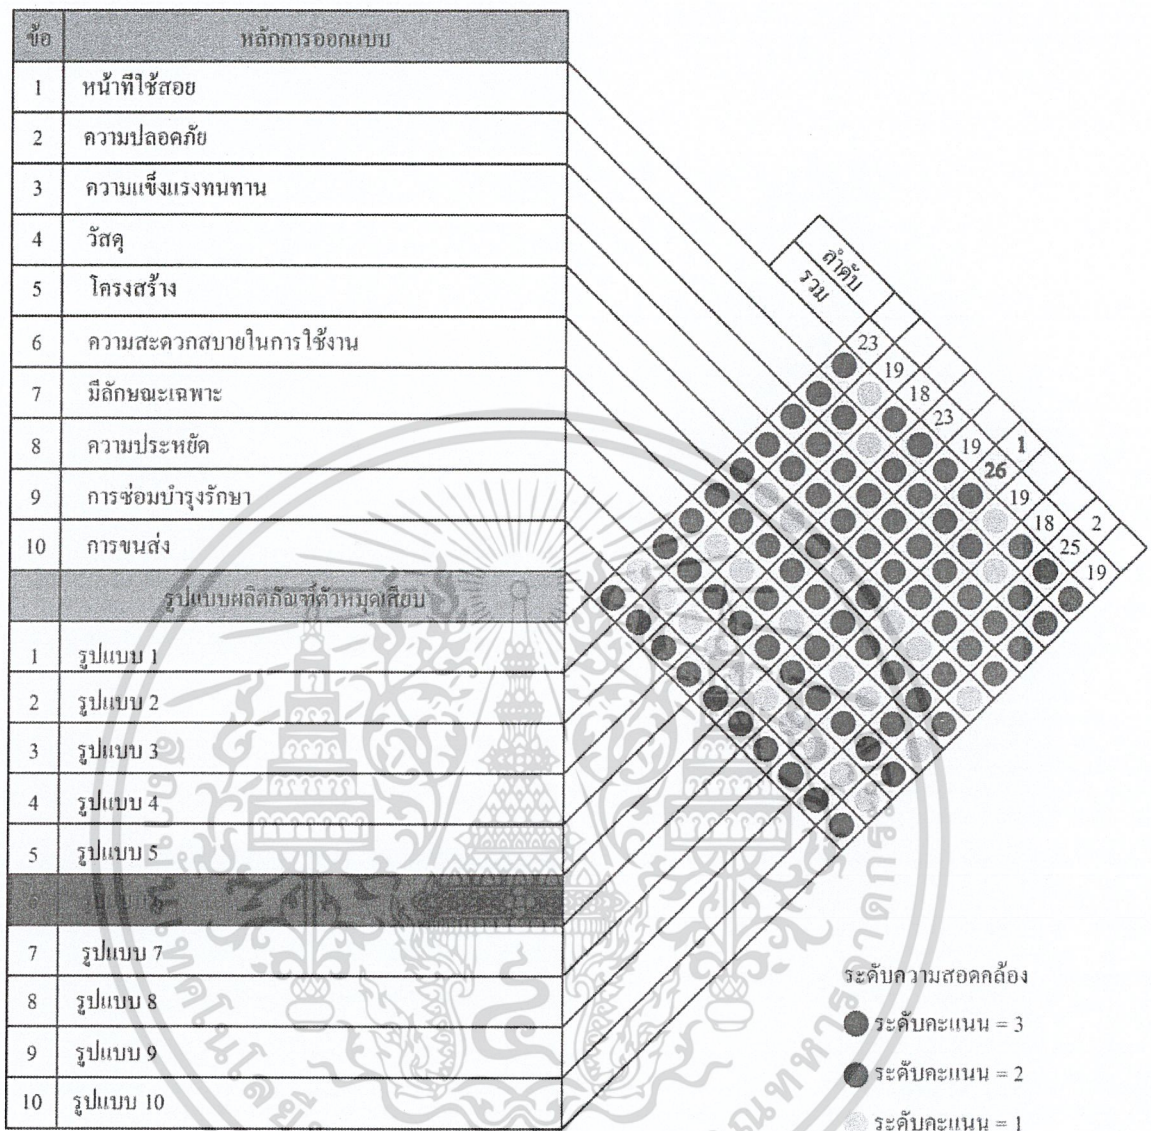 ข้อ หลักการออกแบบ
1 หน้าที่ใช้สอย
2 ความปลอดภัย
3 ความแข็งแรงทนทาน
4 วัสดุ
5 โครงสร้าง
6 ความสะดวกสบายในการใช้งาน
7 มีลักษณะเฉพาะ
8 ความประหยัด
9 การซ่อมบำรุงรักษา
10 การขนส่ง
รูปแบบผลิตภัณฑ์ตัวหมุดเสียบ
1 รูปแบบ 1
2 รูปแบบ 2
3 รูปแบบ 3
4 รูปแบบ 4
5 รูปแบบ 5
7 รูปแบบ 7
8 รูปแบบ 8
9 รูปแบบ 9
10 รูปแบบ 10
ลำดับ
รวม
23
19
18
23
19
26 1
19
18
25 2
19
ระดับความสอดคล้อง
ระดับคะแนน = 3
ระดับคะแนน = 2
ระดับคะแนน = 1